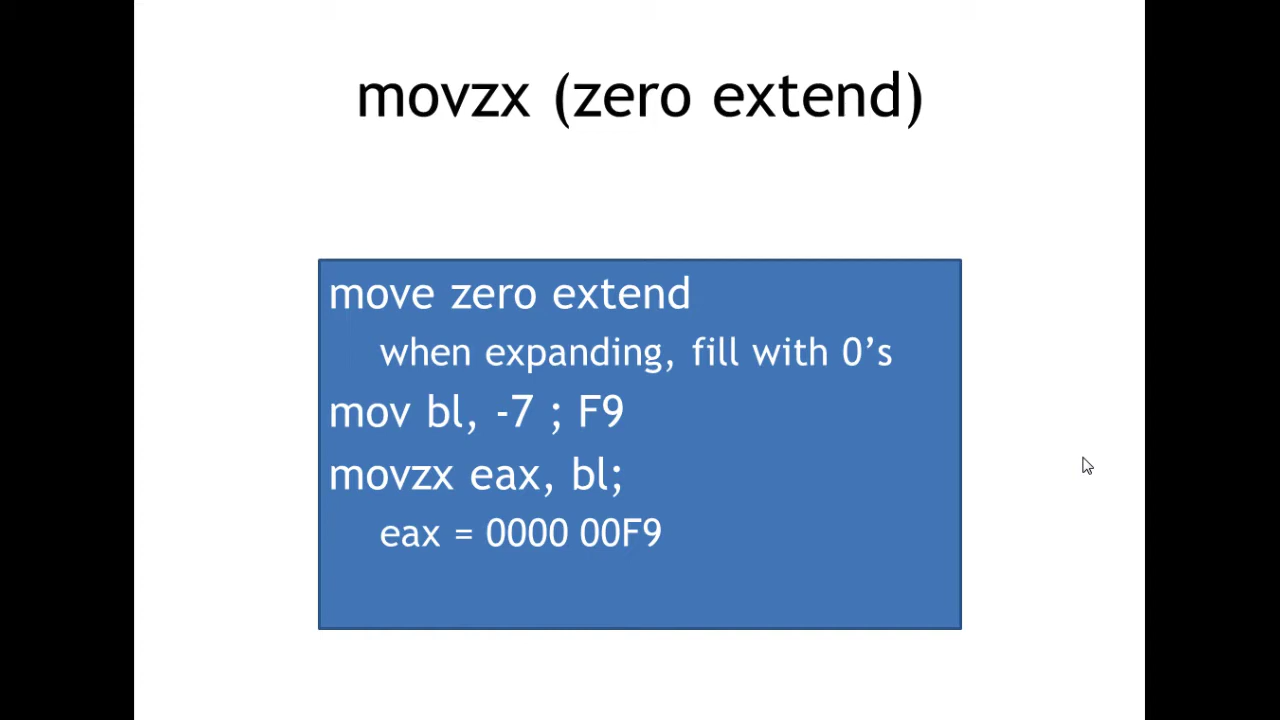 movzx (zero extend)
move zero extend
when expanding, fill with 0’s
mov bl, -7 ; F9
movzx eax, bl;
eax = 0000 00F9